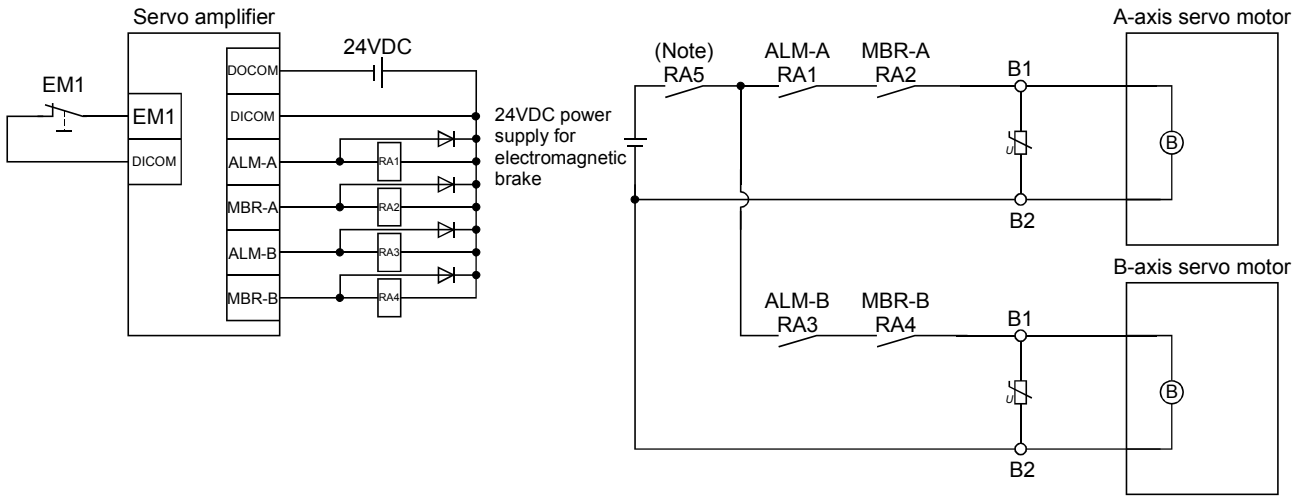 Servo amplifier
A-axis servo motor
24VDC
(Note)
RA5
ALM-A
RA1
MBR-A
RA2
B1
DOCOM
EM1
EM1
DICOM
24VDC power
supply for
electromagnetic
brake
DICOM
ALM-A
RA1
U
B
MBR-A
RA2
B2
ALM-B
RA3
MBR-B
RA4
B-axis servo motor
ALM-B
RA3
MBR-B
RA4
B1
U
B
B2